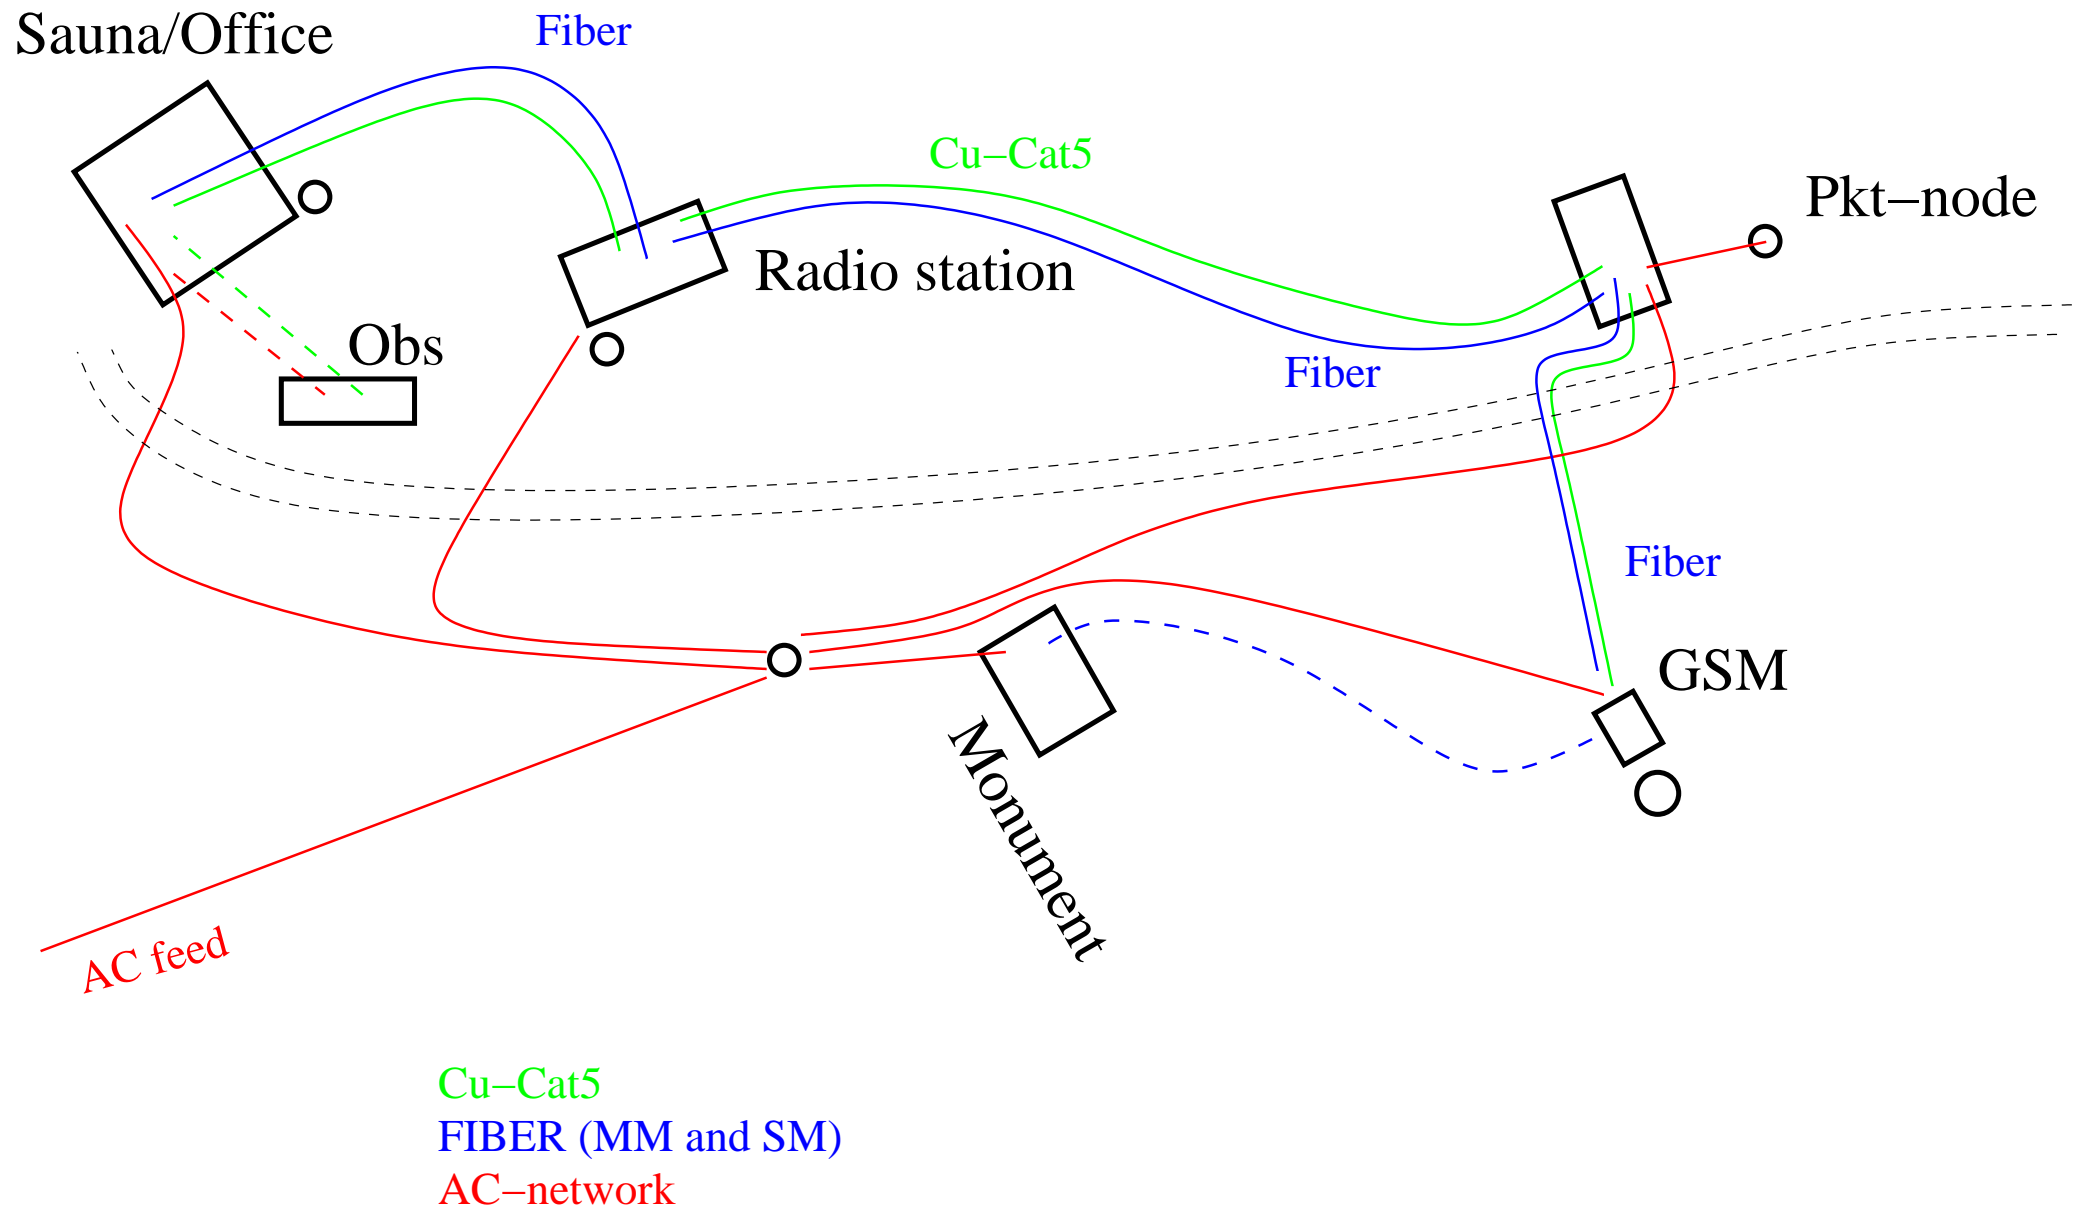 Sauna/Office
Fiber
Cu–Cat5
Pkt–node
Radio station
Obs
Fiber
Fiber
GSM
Monument
AC feed
Cu–Cat5
FIBER (MM and SM)
AC–network